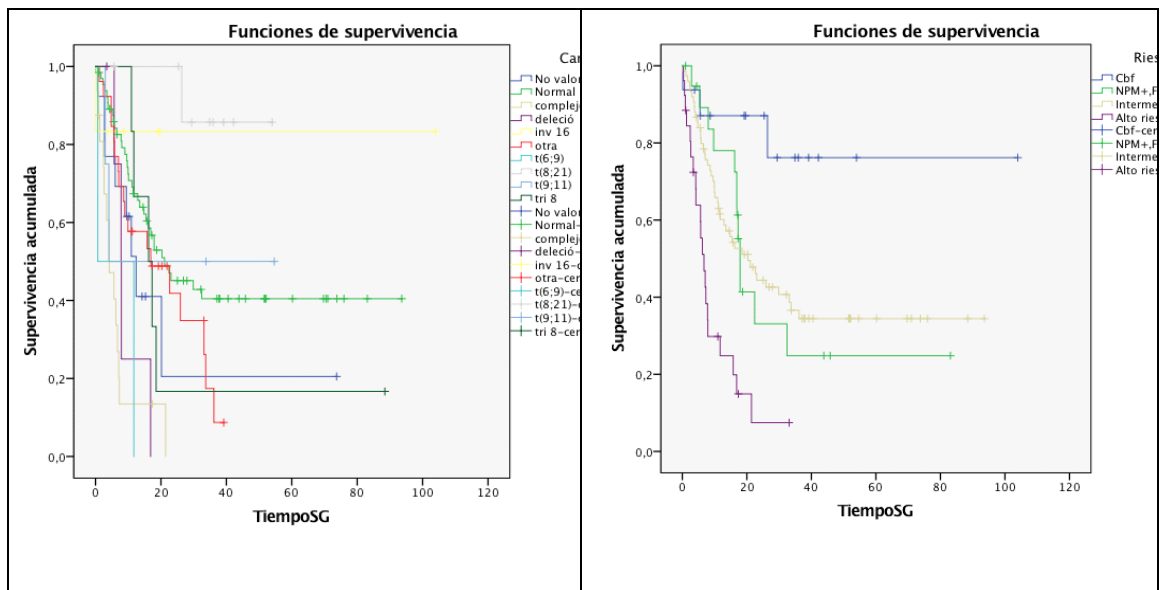 Funciones de supervivencia
Supervivencia acumulada
1,0
0,8
0,6
0,4
0,2
0,0
0 20 40 60 80 100 120
TiempoSG
Car
No valor
Normal
complej
deleció
inv 16
otra
t(6;9)
t(8;21)
t(9;11)
tri 8
No valor
Normal-
complej
deleció-
inv 16-c
otra-cer
t(6;9)-ce
t(8;21)-c
t(9;11)-c
tri 8-cer
Funciones de supervivencia
Supervivencia acumulada
1,0
0,8
0,6
0,4
0,2
0,0
0 20 40 60 80 100 120
TiempoSG
Ries
Cbf
NPM+,F
Interme
Alto ries
Cbf-cen
NPM+,F
Interme
Alto ries